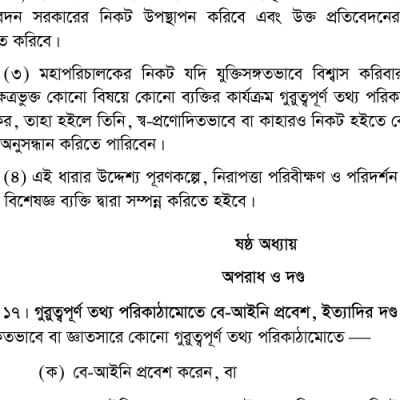 বেদন সরকারের নিকট উপস্থাপন করিবে এবং উক্ত প্রতিবেদনের
ত করিবে।
(৩) মহাপরিচালকের নিকট যদি যুক্তিসঙ্গতভাবে বিশ্বাস করিবার
ক্ষেত্রভুক্ত কোনো বিষয়ে কোনো ব্যক্তির কার্যক্রম গুরুত্বপূর্ণ তথ্য পরিকা
কর, তাহা হইলে তিনি, স্ব-প্রণোদিতভাবে বা কাহারও নিকট হইতে
অনুসন্ধান করিতে পারিবেন।
(৪) এই ধারার উদ্দেশ্য পূরণকল্পে, নিরাপত্তা পরিবীক্ষণ ও পরিদর্শন
বিশেষজ্ঞ ব্যক্তি দ্বারা সম্পন্ন করিতে হইবে।
ষষ্ঠ অধ্যায়
অপরাধ ও দণ্ড
১৭। গুরুত্বপূর্ণ তথ্য পরিকাঠামোতে বে-আইনি প্রবেশ, ইত্যাদির দণ্ড
কৃতভাবে বা জ্ঞাতসারে কোনো গুরুত্বপূর্ণ তথ্য পরিকাঠামোতে —
(ক) বে-আইনি প্রবেশ করেন, বা